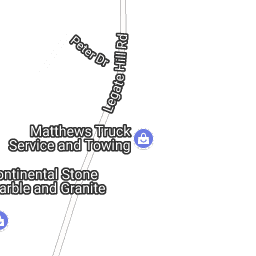 Peter Dr
Legate Hill Rd
Matthews Truck
Service and Towing
ontinental Stone
arble and Granite